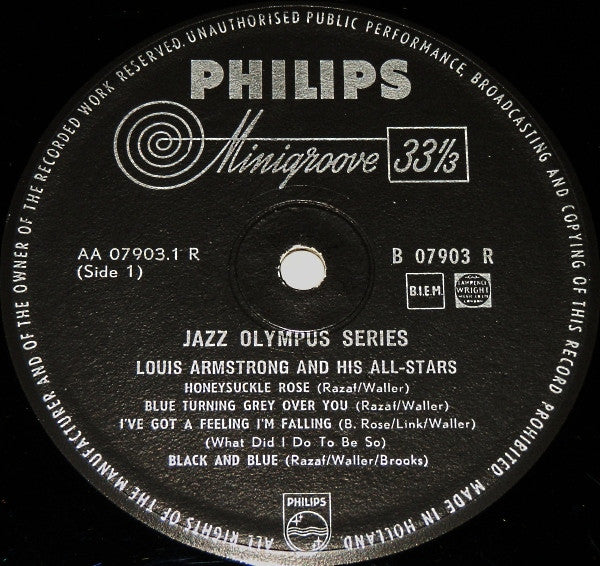 ALL RIGHTS OF THE MANUFACTURER AND OF THE OWNER OF THE RECORDED WORK RESERVED. UNAUTHORISED PUBLIC PERFORMANCE, BROADCASTING AND COPYING OF THIS RECORD PROHIBITED. MADE IN HOLLAND
PHILIPS
Minigroove 33⅓
AA 07903.1 R
(Side 1)
B 07903 R
B.I.E.M.
LAWRENCE
WRIGHT
LONDON
JAZZ OLYMPUS SERIES
LOUIS ARMSTRONG AND HIS ALL-STARS
HONEYSUCKLE ROSE (Razaf/Waller)
BLUE TURNING GREY OVER YOU (Razaf/Waller)
I'VE GOT A FEELING I'M FALLING (B. Rose/Link/Waller)
(What Did I Do To Be So)
BLACK AND BLUE (Razaf/Waller/Brooks)
PHILIPS